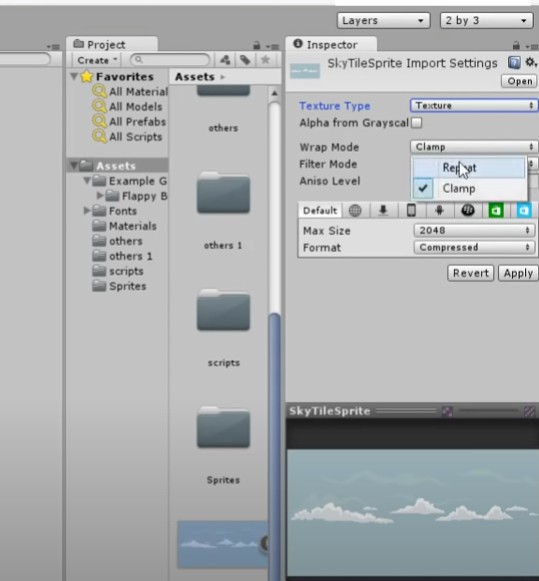 Layers
2 by 3
Project
Inspector
Create
SkyTileSprite Import Settings
Open
Favorites
All Material
All Models
All Prefabs
All Scripts
Assets
Example G
Flappy B
Fonts
Materials
others
others 1
scripts
Sprites
Assets
others
others 1
scripts
Sprites
Texture Type
Texture
Alpha from Grayscal
Wrap Mode
Clamp
Filter Mode
Repeat
Aniso Level
Clamp
Default
Max Size
2048
Format
Compressed
Revert
Apply
SkyTileSprite